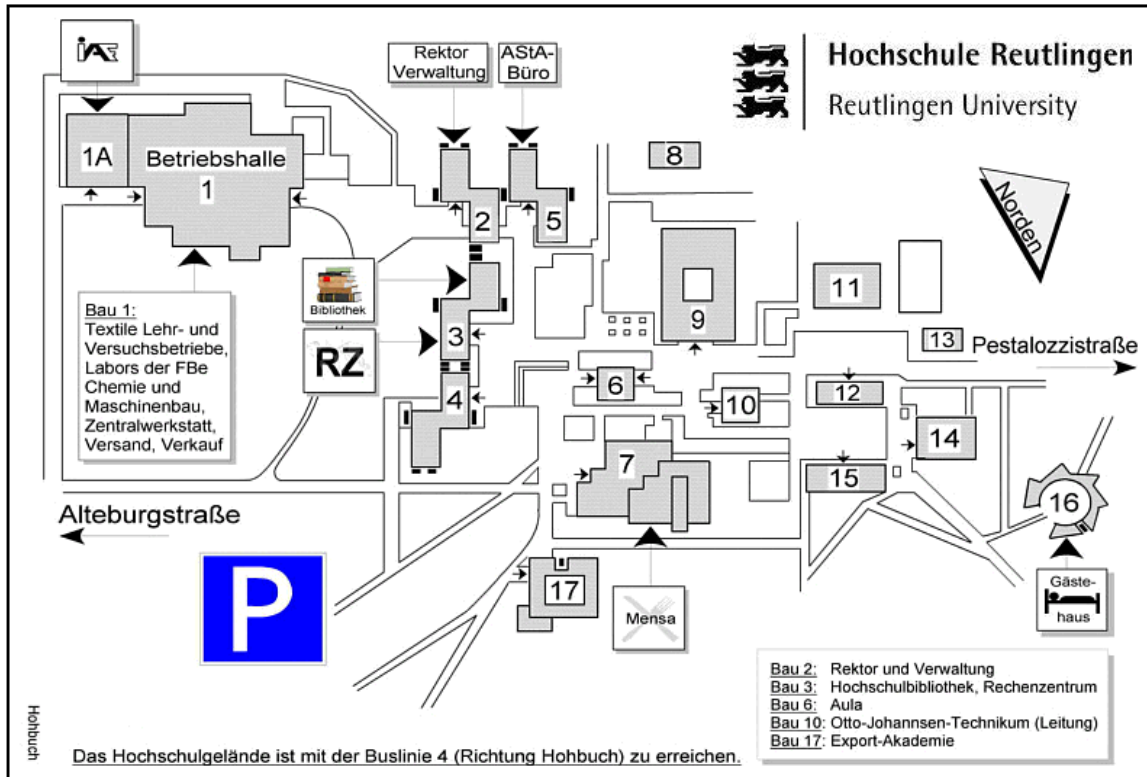 iAF
Rektor
Verwaltung
AStA-
Büro
Hochschule Reutlingen
Reutlingen University
1A
Betriebshalle
1
2
5
8
Norden
Bibliothek
RZ
3
4
9
11
13
Pestalozzistraße
6
10
12
14
7
15
16
17
Bau 1:
Textile Lehr- und
Versuchsbetriebe,
Labors der FBe
Chemie und
Maschinenbau,
Zentralwerkstatt,
Versand, Verkauf
Alteburgstraße
P
Mensa
Gäste-
haus
Bau 2: Rektor und Verwaltung
Bau 3: Hochschulbibliothek, Rechenzentrum
Bau 6: Aula
Bau 10: Otto-Johannsen-Technikum (Leitung)
Bau 17: Export-Akademie
Hohbuch
Das Hochschulgelände ist mit der Buslinie 4 (Richtung Hohbuch) zu erreichen.